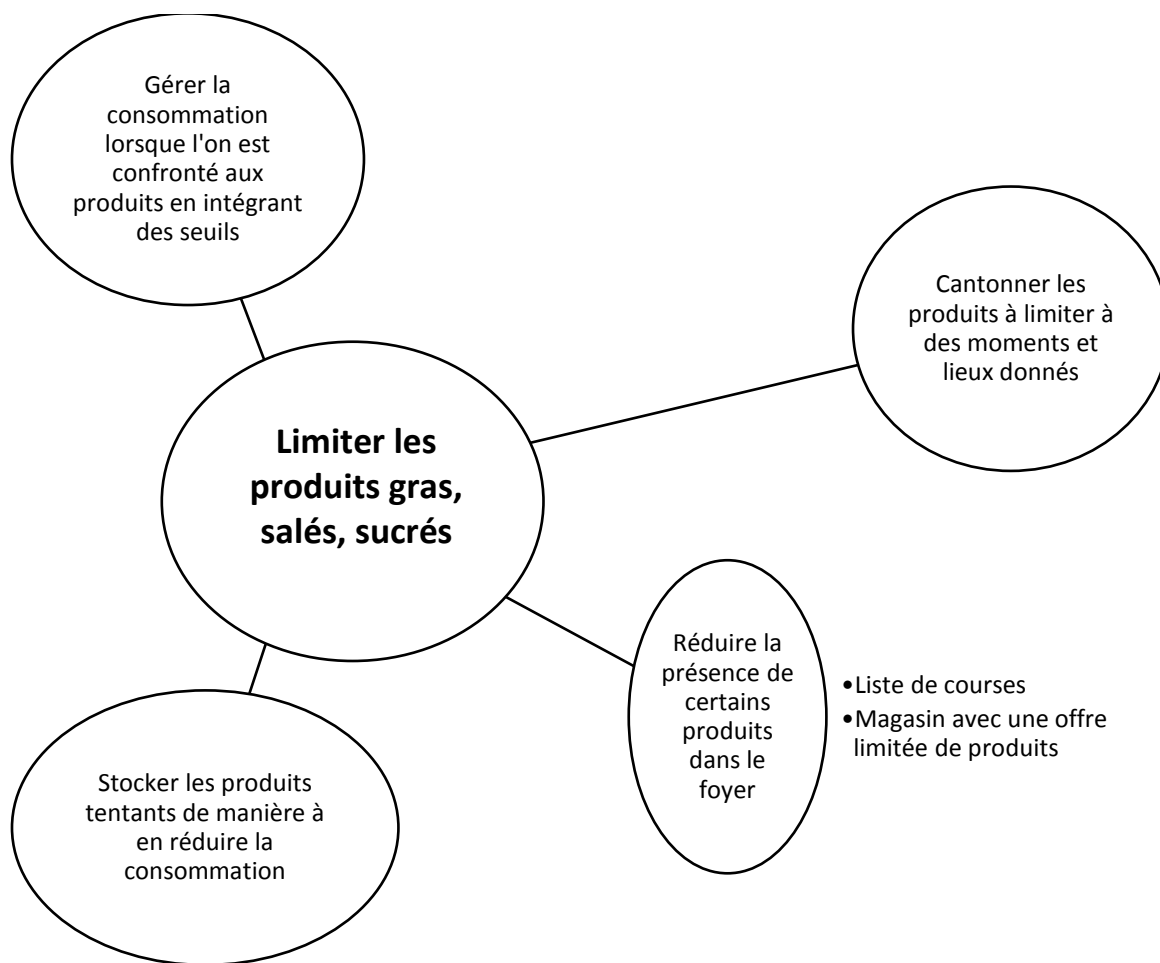 Gérer la
consommation
lorsque l'on est
confronté aux
produits en intégrant
des seuils
Cantonner les
produits à limiter à
des moments et
lieux donnés
Limiter les
produits gras,
salés, sucrés
Réduire la
présence de
certains
produits
dans le
foyer
•Liste de courses
•Magasin avec une offre
limitée de produits
Stocker les produits
tentants de manière à
en réduire la
consommation